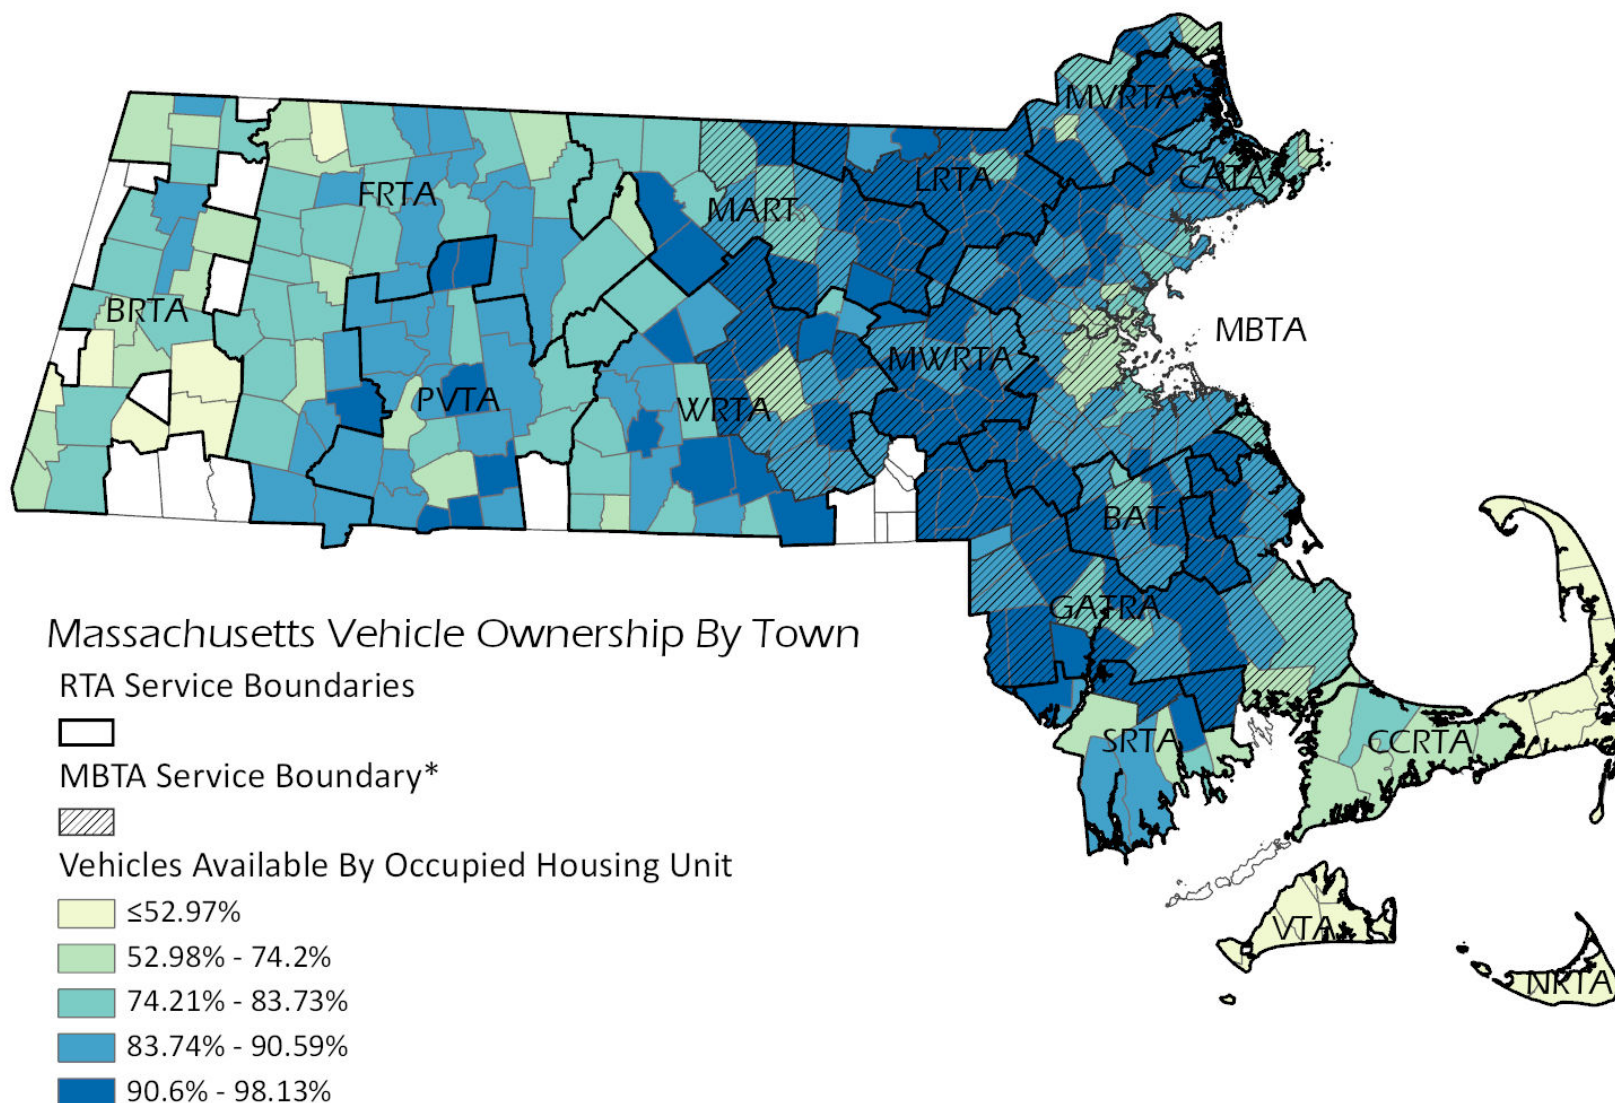 MVRTA
LRTA
CATA
FRTA
MART
BRTA
MBTA
MWRTA
PVTA
WRTA
BAT
GATRA
SRTA
CCRTA
VTA
NRTA
Massachusetts Vehicle Ownership By Town
RTA Service Boundaries
MBTA Service Boundary*
Vehicles Available By Occupied Housing Unit
≤52.97%
52.98% - 74.2%
74.21% - 83.73%
83.74% - 90.59%
90.6% - 98.13%